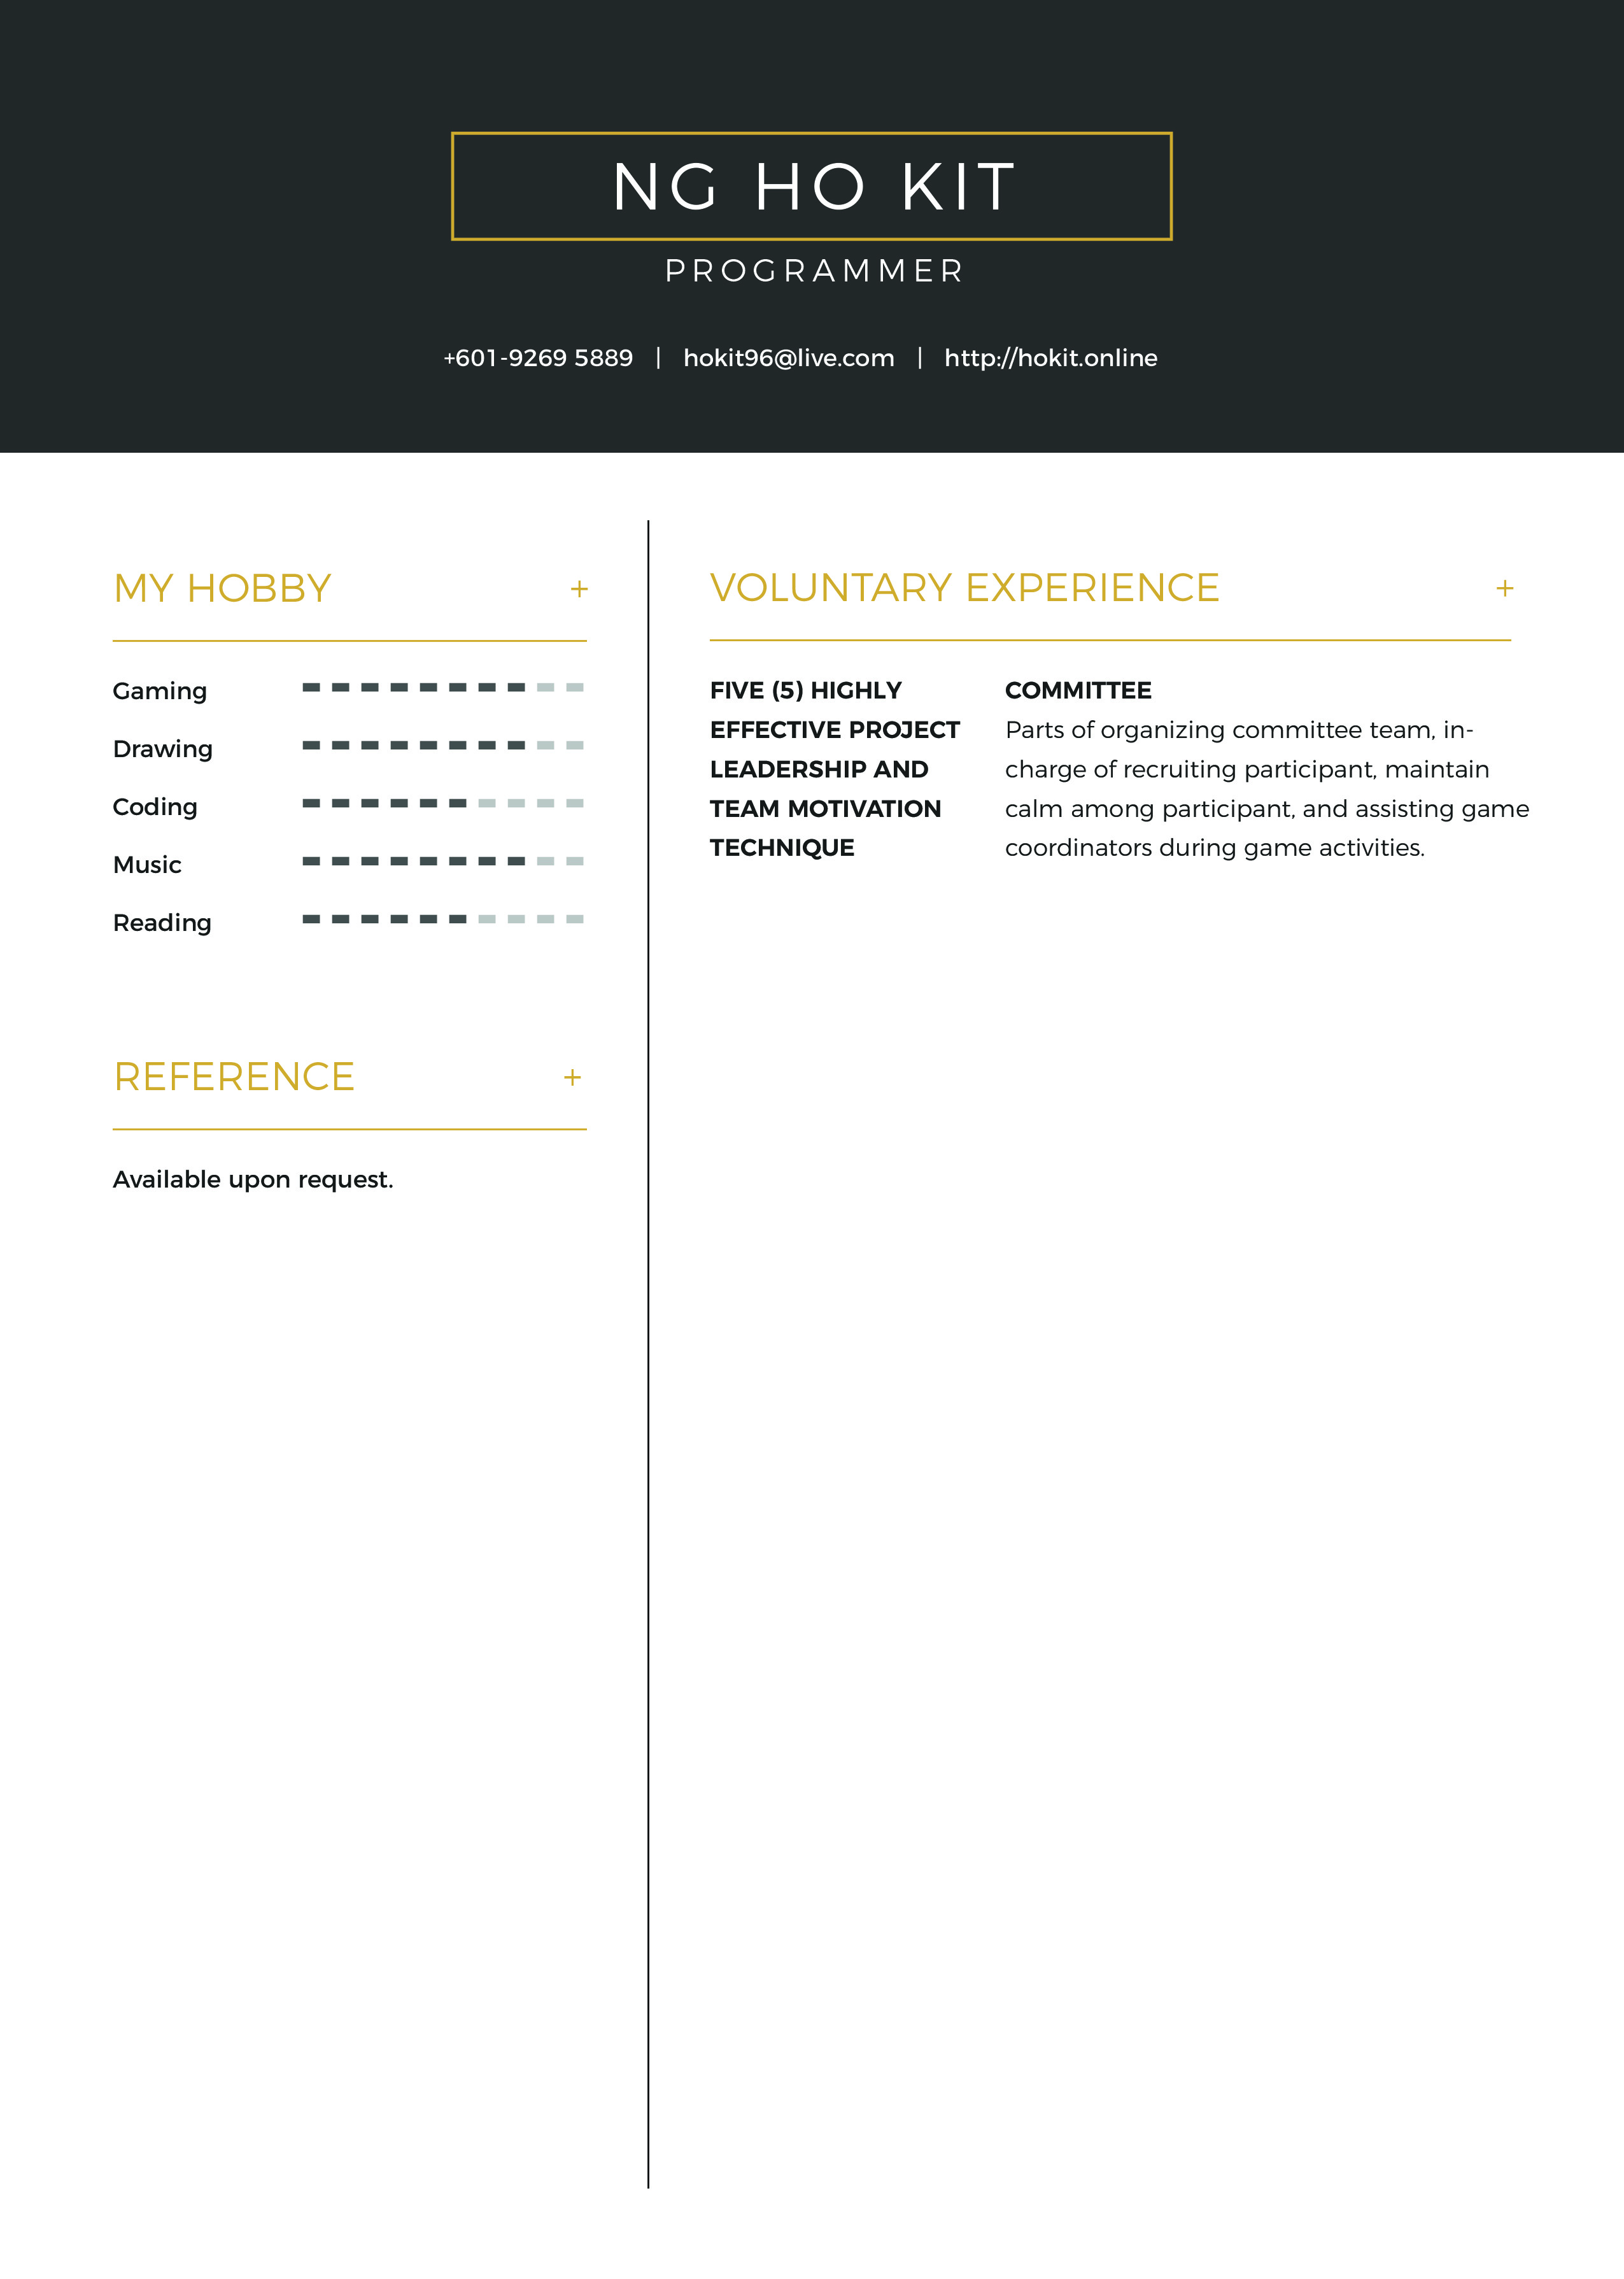 NG HO KIT
PROGRAMMER
+601-9269 5889 | hokit96@live.com | http://hokit.online
MY HOBBY +
Gaming
Drawing
Coding
Music
Reading
REFERENCE +
Available upon request.
VOLUNTARY EXPERIENCE +
FIVE (5) HIGHLY
EFFECTIVE PROJECT
LEADERSHIP AND
TEAM MOTIVATION
TECHNIQUE
COMMITTEE
Parts of organizing committee team, in-
charge of recruiting participant, maintain
calm among participant, and assisting game
coordinators during game activities.